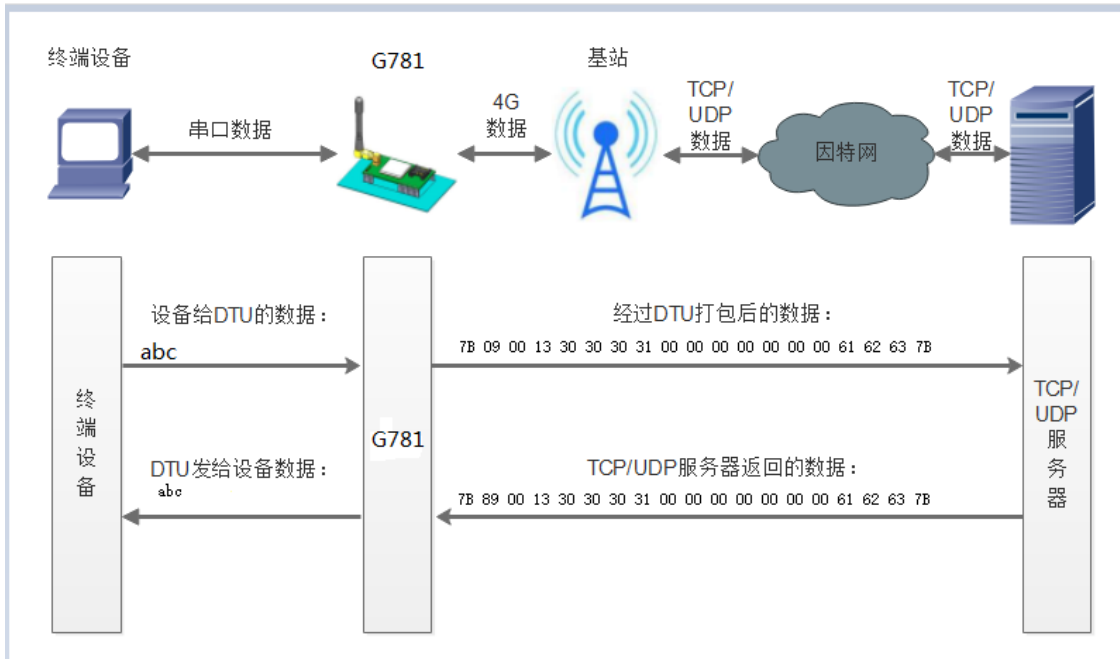 终端设备
G781
基站
串口数据
4G
数据
TCP/
UDP
数据
因特网
TCP/
UDP
数据
设备给DTU的数据：
abc
经过DTU打包后的数据：
7B 09 00 13 30 30 30 31 00 00 00 00 00 00 00 61 62 63 7B
终
端
设
备
G781
TCP/
UDP
服
务
器
DTU发给设备数据：
abc
TCP/UDP服务器返回的数据：
7B 89 00 13 30 30 30 31 00 00 00 00 00 00 00 61 62 63 7B